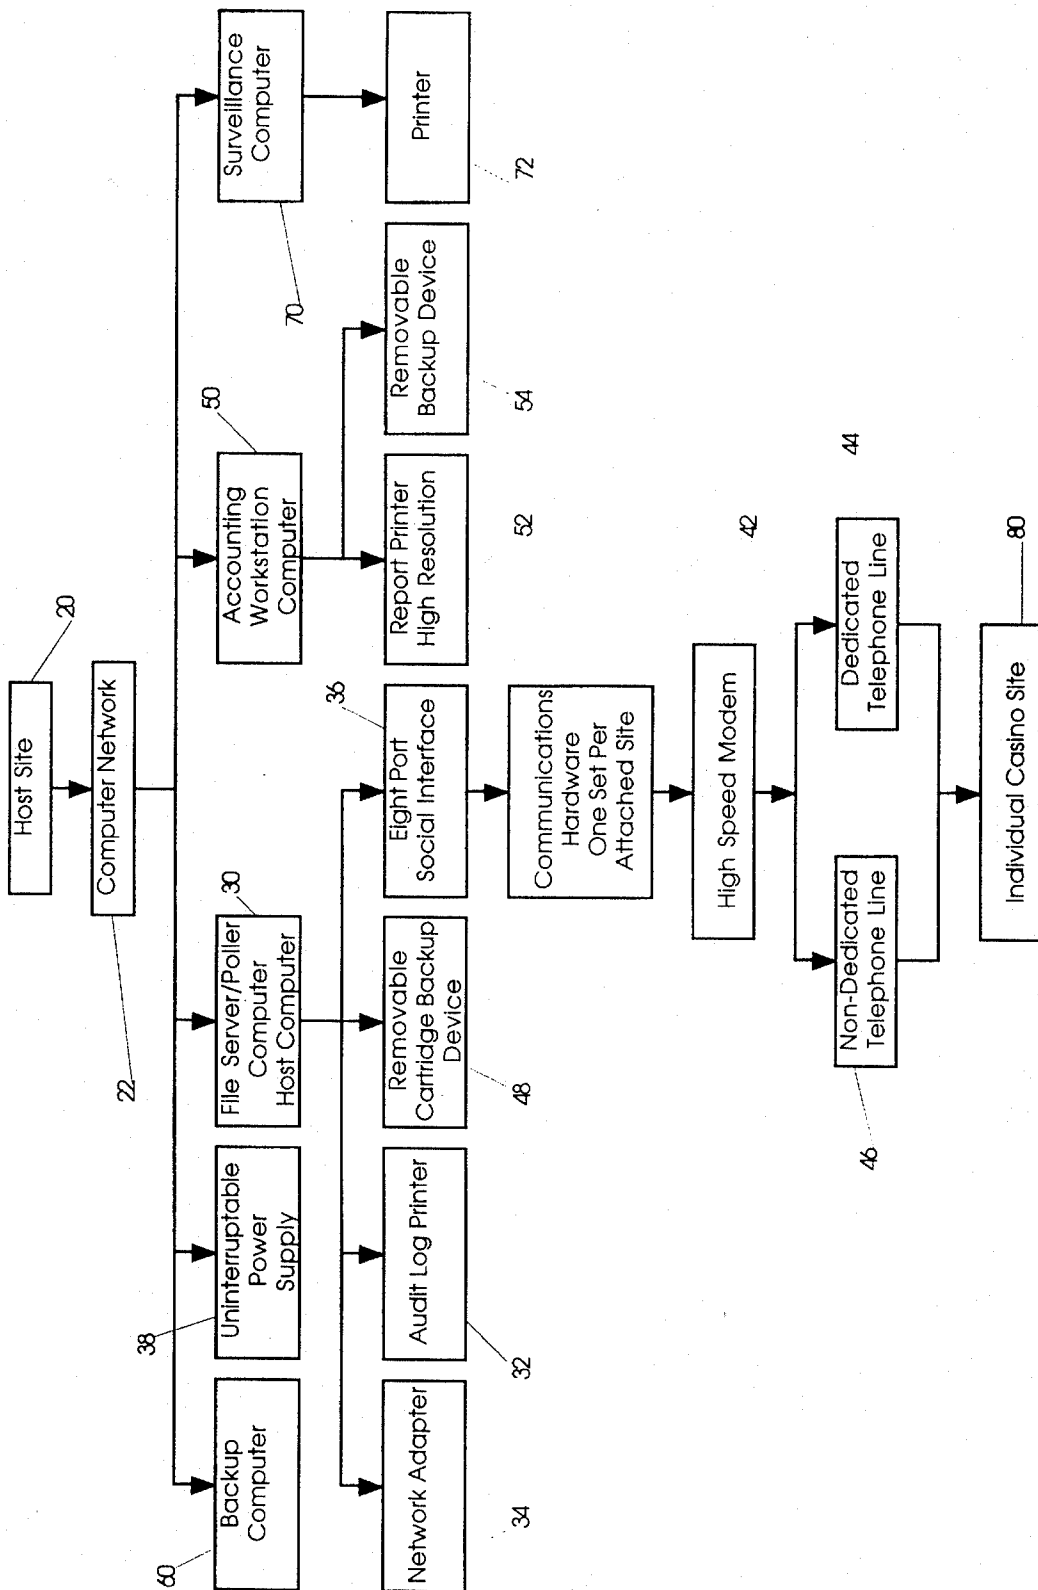 Host Site
20
Computer Network
22
Backup
Computer
60
Uninterruptable
Power
Supply
38
File Server/Poller
Computer
Host Computer
30
Accounting
Workstation
Computer
50
Surveillance
Computer
70
Network Adapter
34
Audit Log Printer
32
Removable
Cartridge Backup
Device
48
Eight Port
Social Interface
36
Report Printer
High Resolution
52
Removable
Backup Device
54
Printer
72
Communications
Hardware
One Set Per
Attached Site
High Speed Modem
42
Non-Dedicated
Telephone Line
46
Dedicated
Telephone Line
44
Individual Casino Site
80